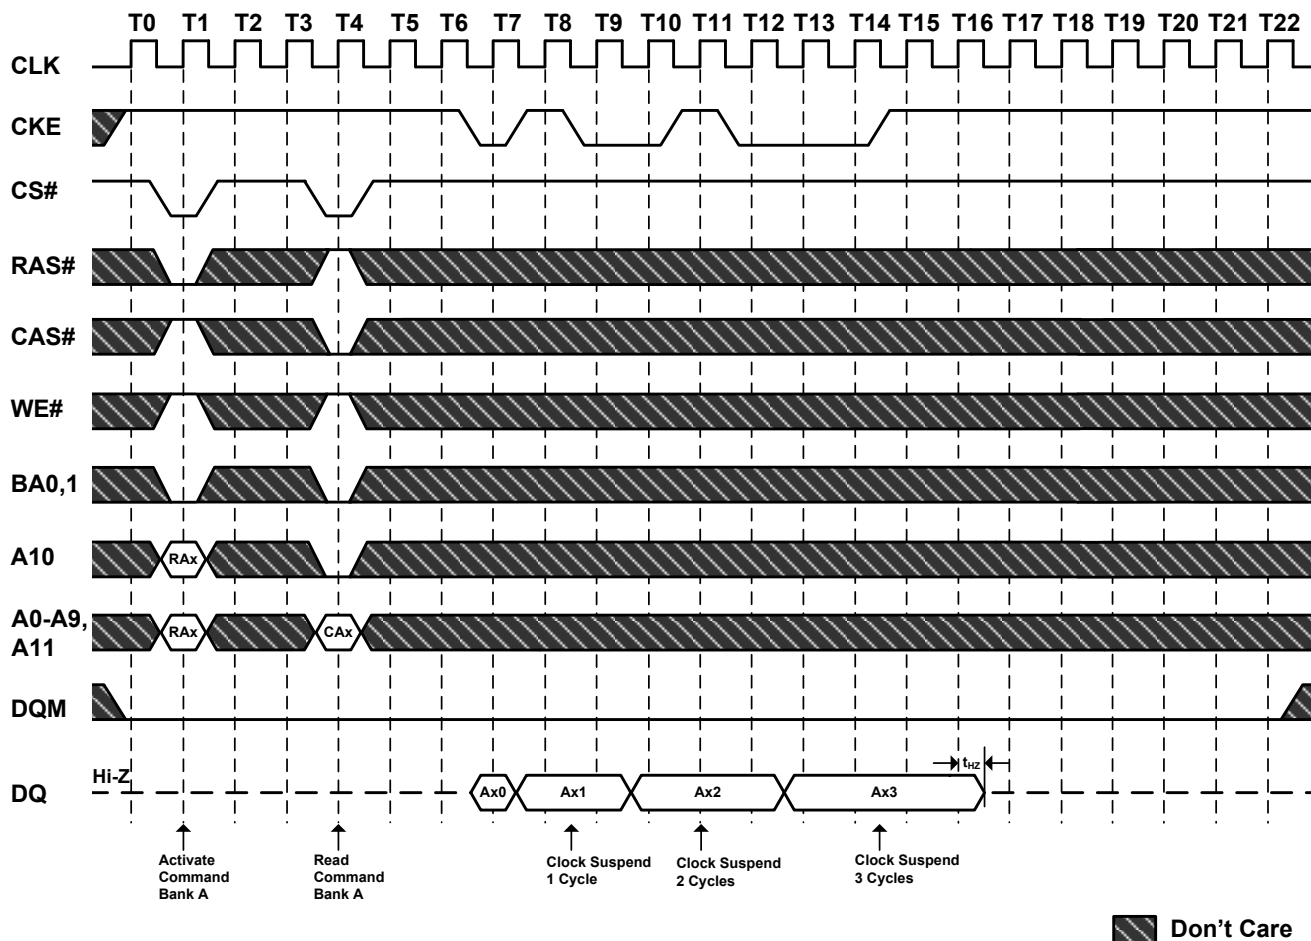 T0 T1 T2 T3 T4 T5 T6 T7 T8 T9 T10 T11 T12 T13 T14 T15 T16 T17 T18 T19 T20 T21 T22
CLK
CKE
CS#
RAS#
CAS#
WE#
BA0,1
A10
RAx
A0-A9,
A11
RAx
CAx
DQM
Hi-Z
tHZ
DQ
Ax0
Ax1
Ax2
Ax3
Activate
Command
Bank A
Read
Command
Bank A
Clock Suspend
1 Cycle
Clock Suspend
2 Cycles
Clock Suspend
3 Cycles
Don't Care